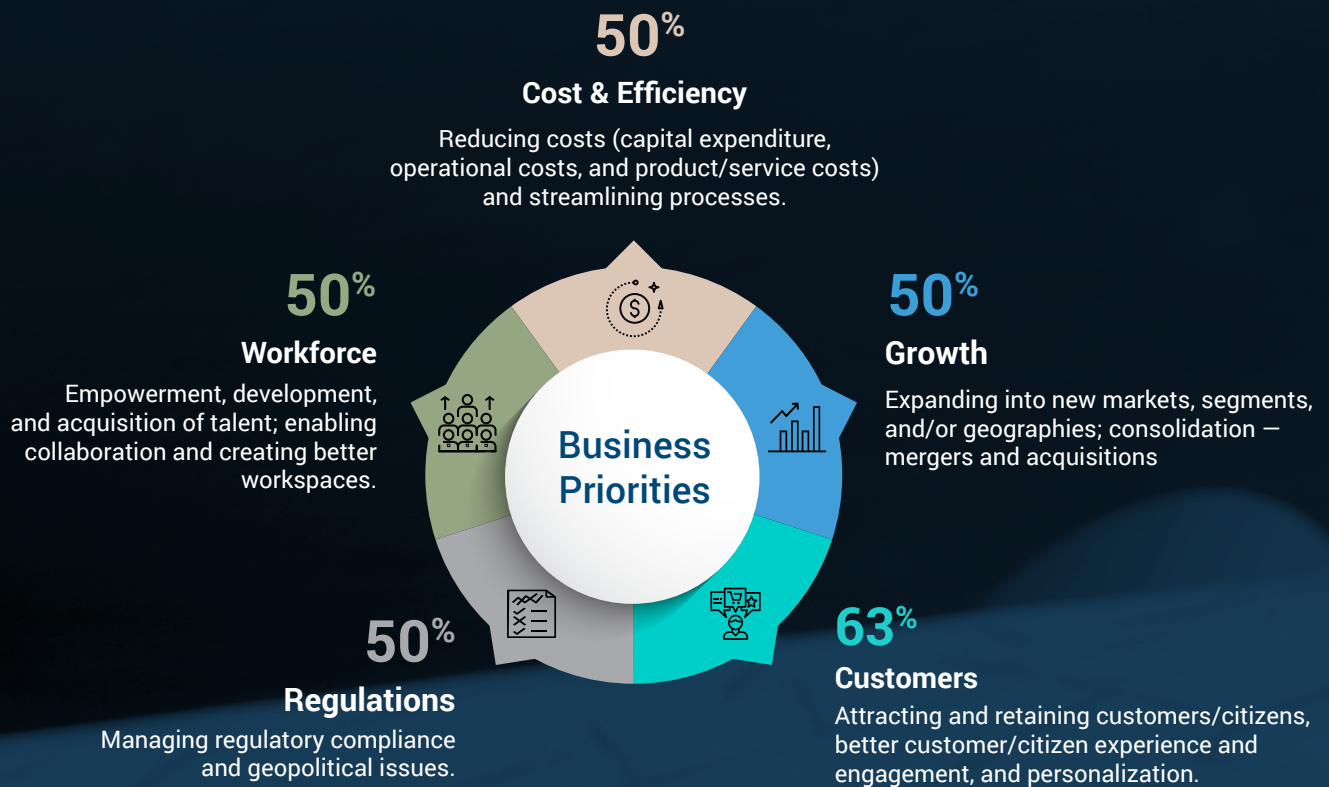 50%
Cost & Efficiency
Reducing costs (capital expenditure,
operational costs, and product/service costs)
and streamlining processes.
50%
Workforce
Empowerment, development,
and acquisition of talent; enabling
collaboration and creating better
workspaces.
50%
Growth
Expanding into new markets, segments,
and/or geographies; consolidation —
mergers and acquisitions
Business
Priorities
50%
Regulations
Managing regulatory compliance
and geopolitical issues.
63%
Customers
Attracting and retaining customers/citizens,
better customer/citizen experience and
engagement, and personalization.